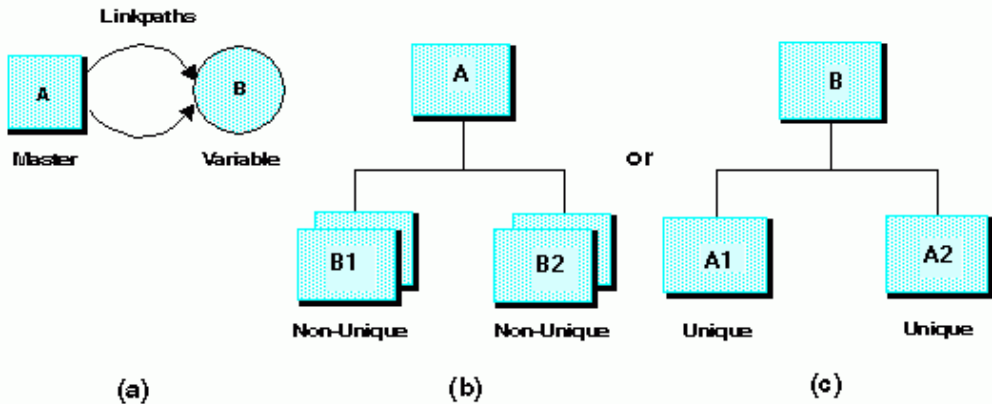 Linkpaths
A
B
Master
Variable
A
B1
B2
Non-Unique
Non-Unique
or
B
A1
A2
Unique
Unique
(a)
(b)
(c)